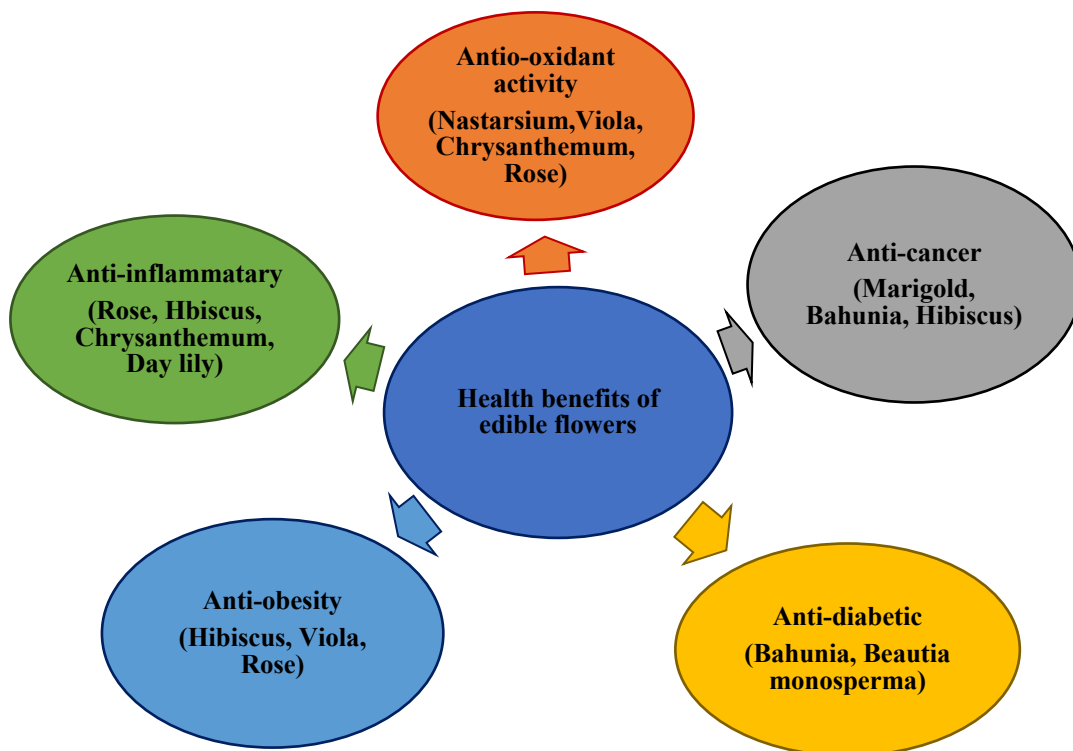 Antio-oxidant
activity
(Nastarsium,Viola,
Chrysanthemum,
Rose)
Anti-inflammatary
(Rose, Hbiscus,
Chrysanthemum,
Day lily)
Anti-cancer
(Marigold,
Bahunia, Hibiscus)
Health benefits of
edible flowers
Anti-obesity
(Hibiscus, Viola,
Rose)
Anti-diabetic
(Bahunia, Beautia
monosperma)